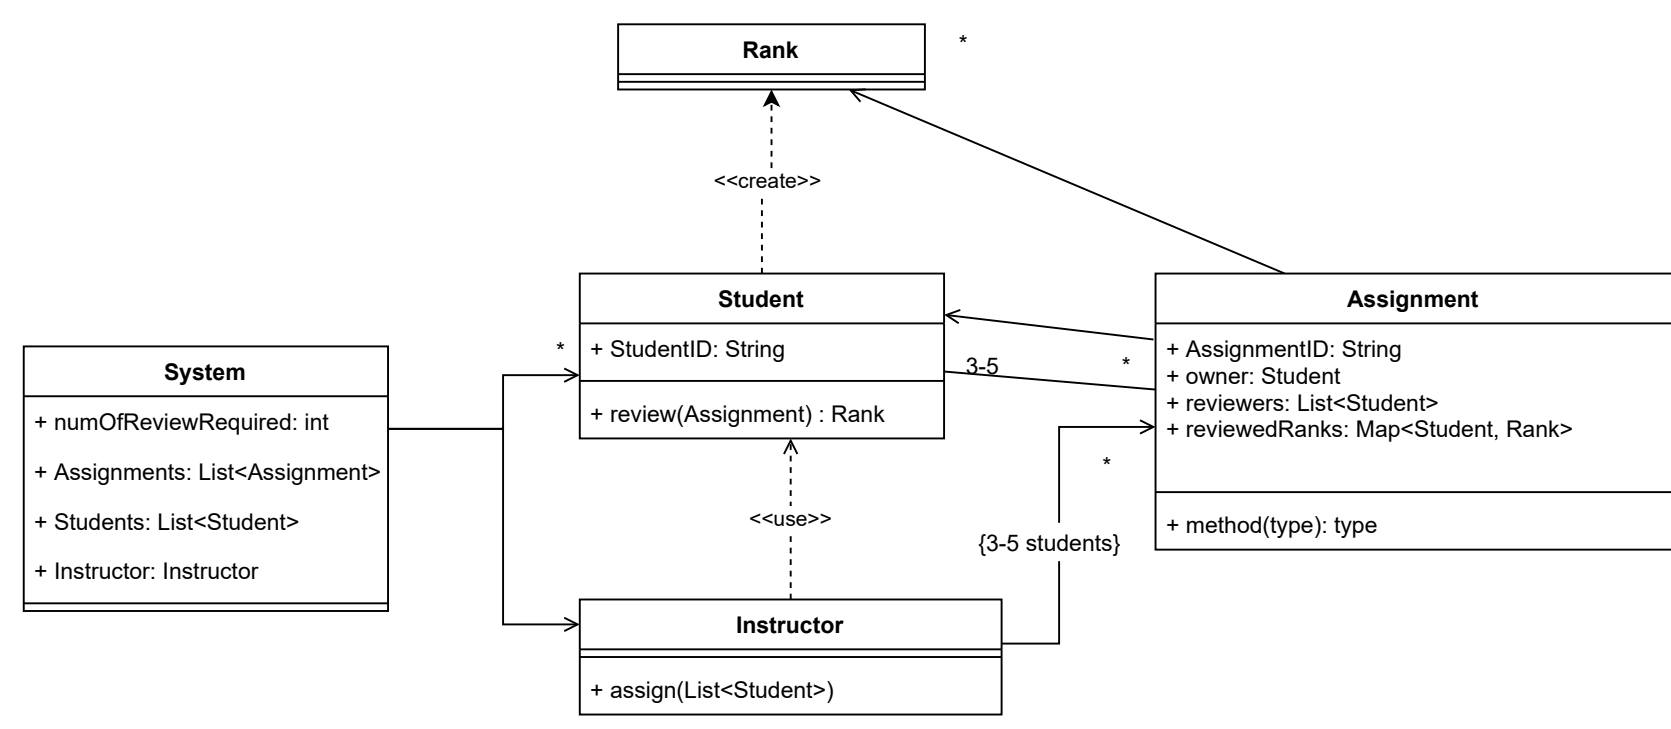 Rank
*
<<create>>
Student
+ StudentID: String
+ review(Assignment) : Rank
Assignment
+ AssignmentID: String
+ owner: Student
+ reviewers: List<Student>
+ reviewedRanks: Map<Student, Rank>
+ method(type): type
3-5
*
*
System
+ numOfReviewRequired: int
+ Assignments: List<Assignment>
+ Students: List<Student>
+ Instructor: Instructor
*
<<use>>
{3-5 students}
Instructor
+ assign(List<Student>)